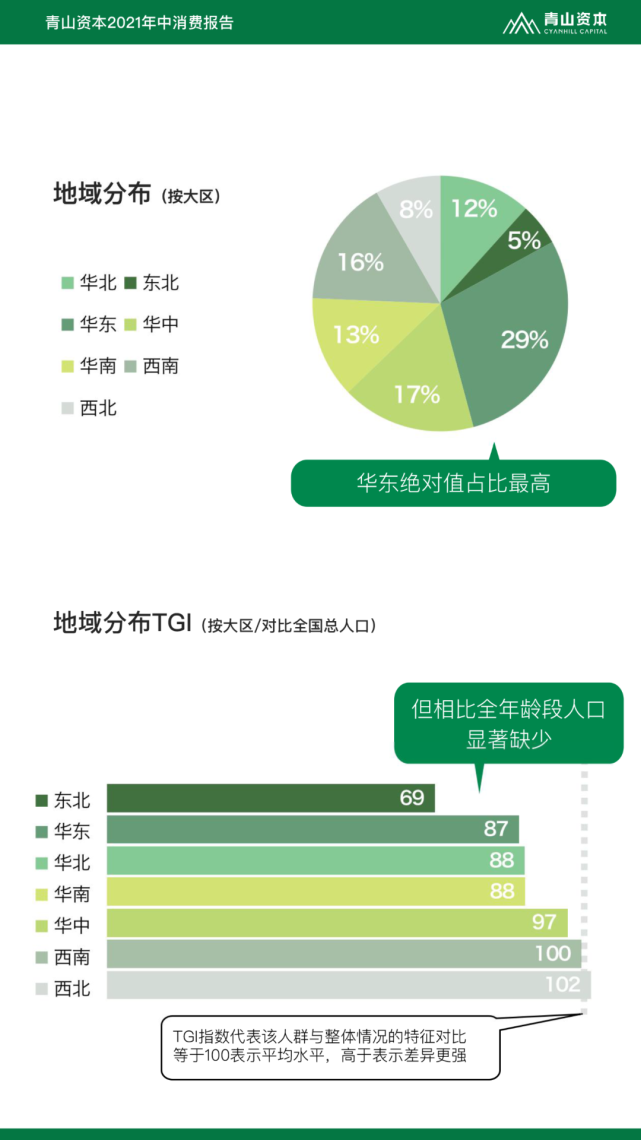 青山资本2021年中消费报告
青山资本
CYANHILL CAPITAL
地域分布（按大区）
华北 东北
华东 华中
华南 西南
西北
12%
5%
29%
17%
13%
16%
8%
华东绝对值占比最高
地域分布TGI（按大区/对比全国总人口）
但相比全年龄段人口
显著缺少
东北 69
华东 87
华北 88
华南 88
华中 97
西南 100
西北 102
TGI指数代表该人群与整体情况的特征对比
等于100表示平均水平，高于表示差异更强